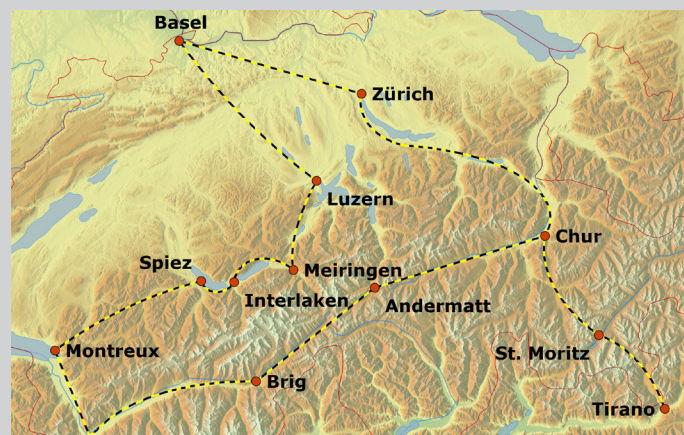 Basel
Zürich
Luzern
Chur
Spiez
Meiringen
Interlaken
Andermatt
Montreux
St. Moritz
Brig
Tirano